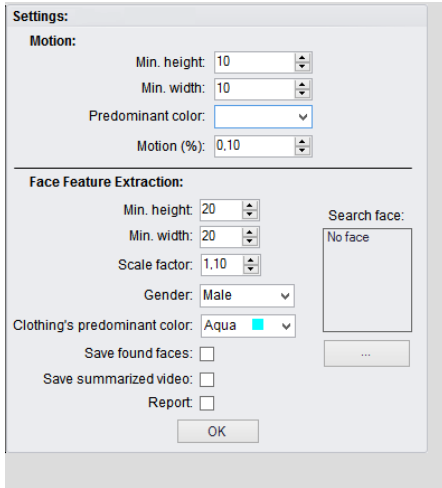 Settings:
Motion:
Min. height: 10
Min. width: 10
Predominant color:
Motion (%): 0,10
Face Feature Extraction:
Min. height: 20
Search face:
Min. width: 20
No face
Scale factor: 1,10
Gender: Male
Clothing's predominant color: Aqua
Save found faces:
...
Save summarized video:
Report:
OK